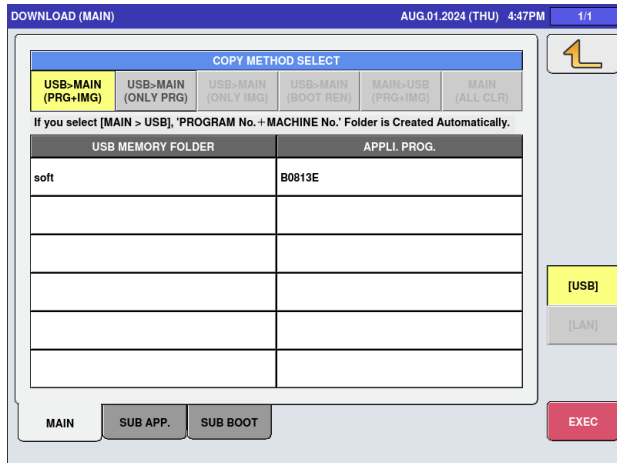 DOWNLOAD (MAIN) AUG.01.2024 (THU) 4:47PM 1/1
COPY METHOD SELECT
USB>MAIN (PRG+IMG)
USB>MAIN (ONLY PRG)
USB>MAIN (ONLY IMG)
USB>MAIN (BOOT REN)
MAIN>USB (PRG+IMG)
MAIN (ALL CLR)
If you select [MAIN > USB], 'PROGRAM No.＋MACHINE No.' Folder is Created Automatically.
USB MEMORY FOLDER APPLI. PROG.
soft B0813E
[USB]
[LAN]
MAIN SUB APP. SUB BOOT EXEC